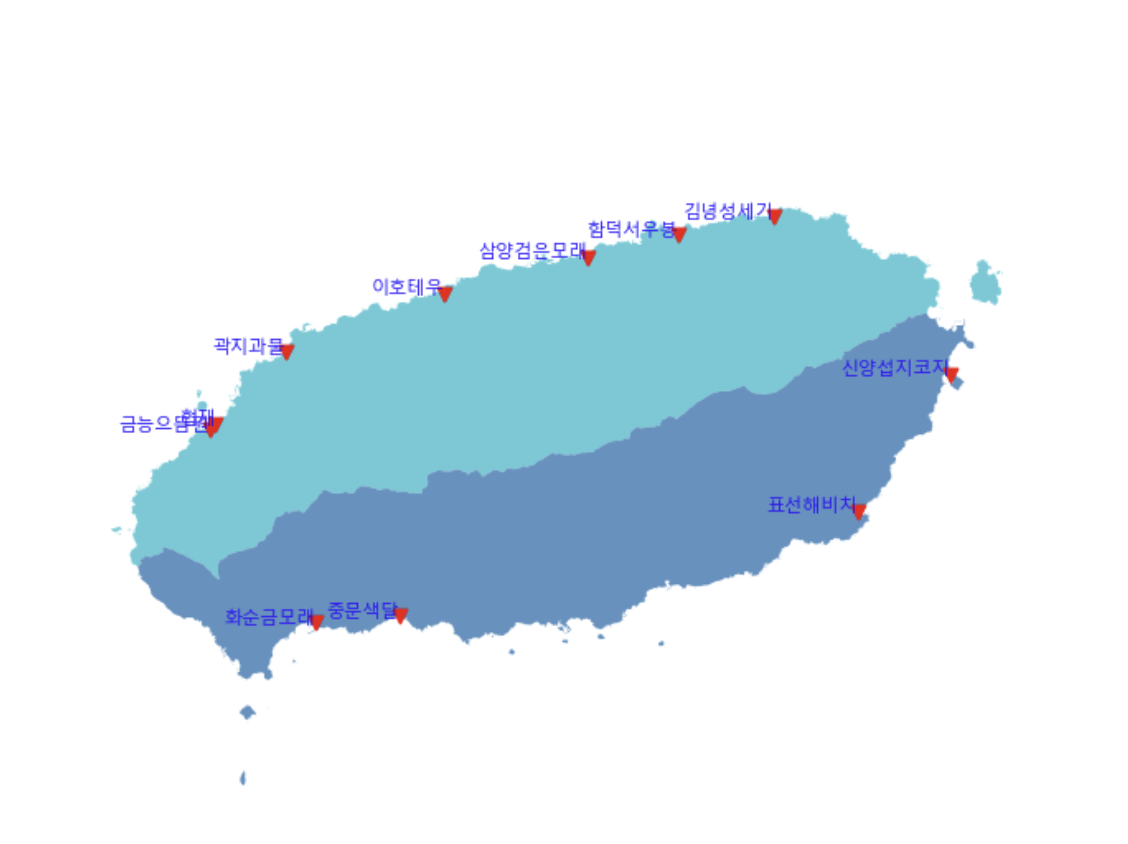 김녕성세기
함덕서우봉
삼양검은모래
이호테우
곽지과물
신양섭지코지
협재
금능으뜸원
표선해비치
중문색달
화순금모래